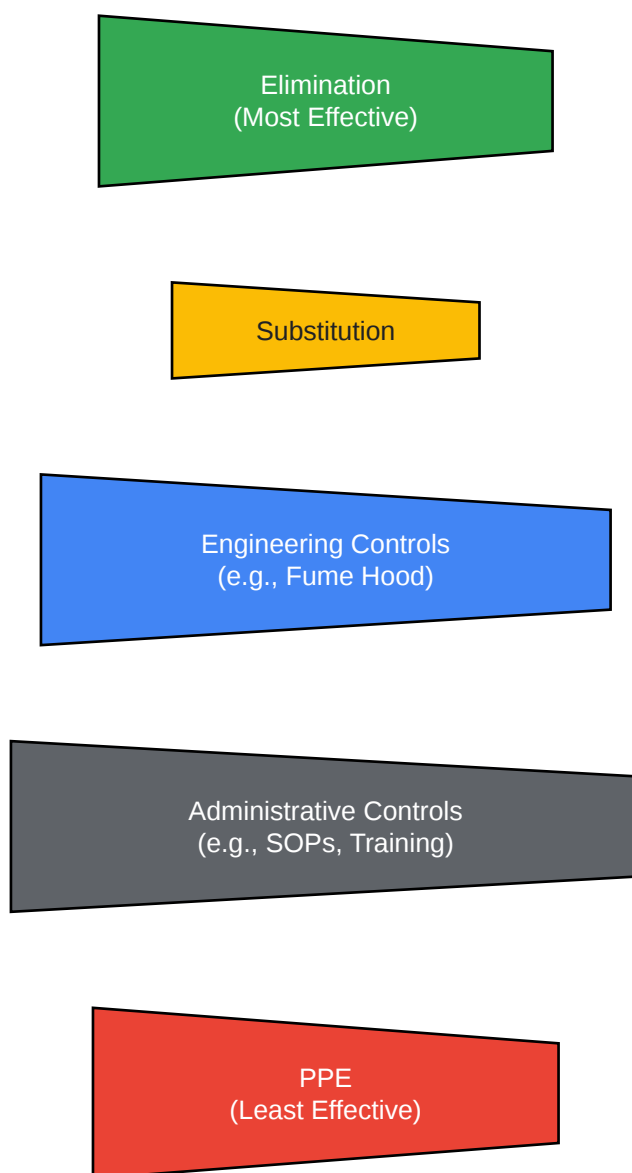 Elimination
(Most Effective)
Substitution
Engineering Controls
(e.g., Fume Hood)
Administrative Controls
(e.g., SOPs, Training)
PPE
(Least Effective)